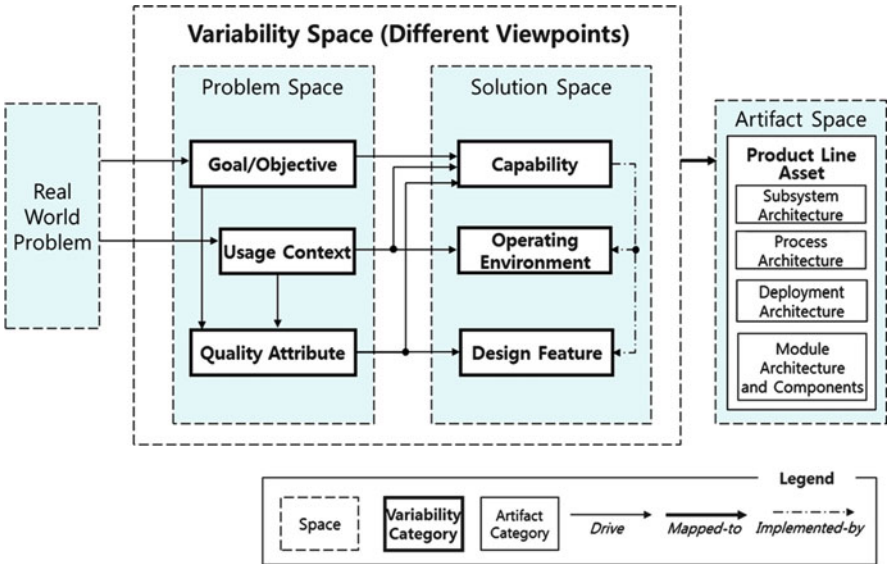 Variability Space (Different Viewpoints)
Problem Space
Solution Space
Real
World
Problem
Goal/Objective
Usage Context
Quality Attribute
Capability
Operating
Environment
Design Feature
Artifact Space
Product Line
Asset
Subsystem
Architecture
Process
Architecture
Deployment
Architecture
Module
Architecture
and Components
Legend
Space
Variability
Category
Artifact
Category
Drive
Mapped-to
Implemented-by